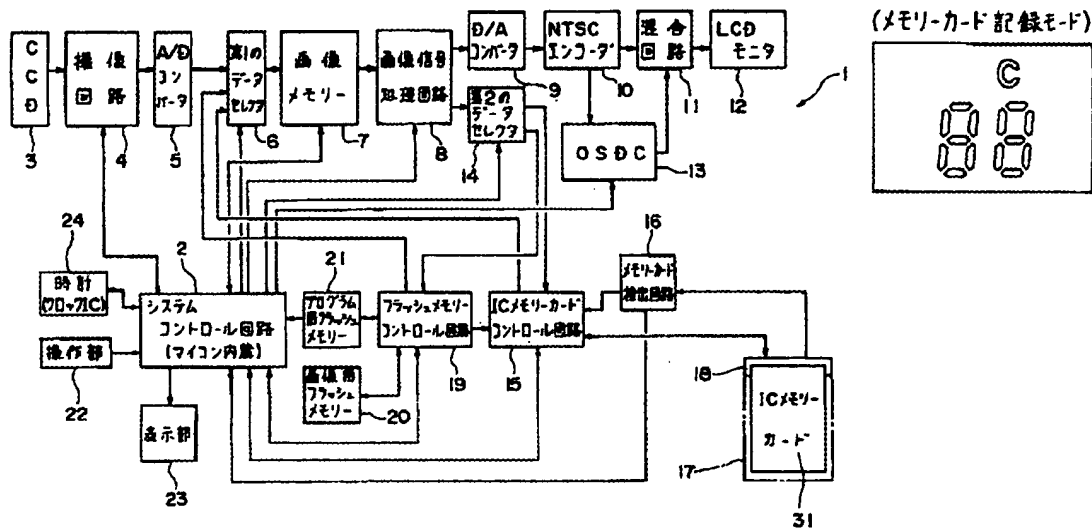 CCD
3
撮像
回路
4
A/D
コン
バータ
5
第1の
データ
セレクタ
6
画像
メモリー
7
画像信号
処理回路
8
D/A
コンバータ
9
NTSC
エンコーダ
10
混合
回路
11
LCD
モニタ
12
1
第2の
データ
セレクタ
14
OSDC
13
(メモリーカード記録モード)
C
88
24
時計
(クロックIC)
操作部
22
2
システム
コントロール回路
(マイコン内蔵)
表示部
23
21
プログラム
用フラッシュ
メモリー
画像用
フラッシュ
メモリー
20
フラッシュメモリー
コントロール回路
19
ICメモリーカード
コントロール回路
15
16
メモリーカード
検出回路
18
ICメモリー
カード
17
31